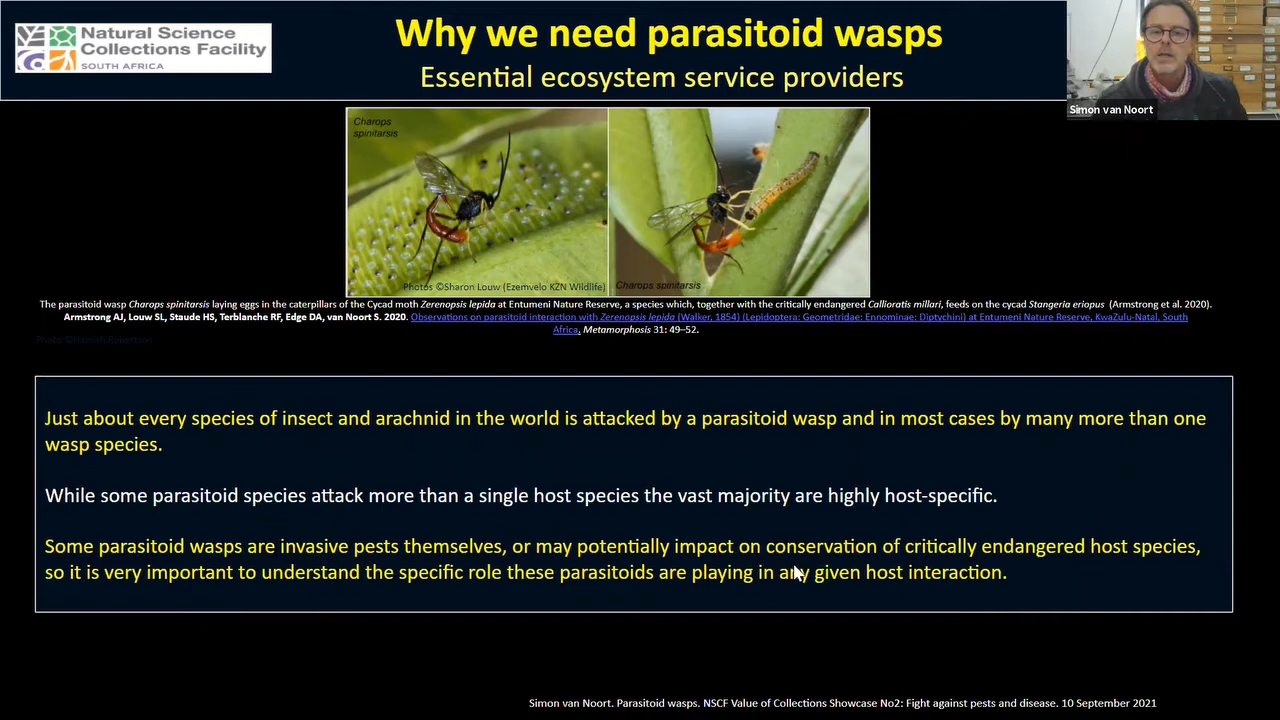 Natural Science
Collections Facility
SOUTH AFRICA
Why we need parasitoid wasps
Essential ecosystem service providers
Simon van Noort
Charops
spinitarsis
Photos ©Sharon Louw (Ezemvelo KZN Wildlife)
Charops spinitarsis
The parasitoid wasp Charops spinitarsis laying eggs in the caterpillars of the Cycad moth Zerenopsis lepida at Entumeni Nature Reserve, a species which, together with the critically endangered Callioratis millari, feeds on the cycad Stangeria eriopus (Armstrong et al. 2020).
Armstrong AJ, Louw SL, Staude HS, Terblanche RF, Edge DA, van Noort S. 2020. Observations on parasitoid interaction with Zerenopsis lepida (Walker, 1854) (Lepidoptera: Geometridae: Ennominae: Diptychini) at Entumeni Nature Reserve, KwaZulu-Natal, South
Africa. Metamorphosis 31: 49–52.
Photo ©Hamish Robertson
Just about every species of insect and arachnid in the world is attacked by a parasitoid wasp and in most cases by many more than one
wasp species.
While some parasitoid species attack more than a single host species the vast majority are highly host-specific.
Some parasitoid wasps are invasive pests themselves, or may potentially impact on conservation of critically endangered host species,
so it is very important to understand the specific role these parasitoids are playing in any given host interaction.
Simon van Noort. Parasitoid wasps. NSCF Value of Collections Showcase No2: Fight against pests and disease. 10 September 2021